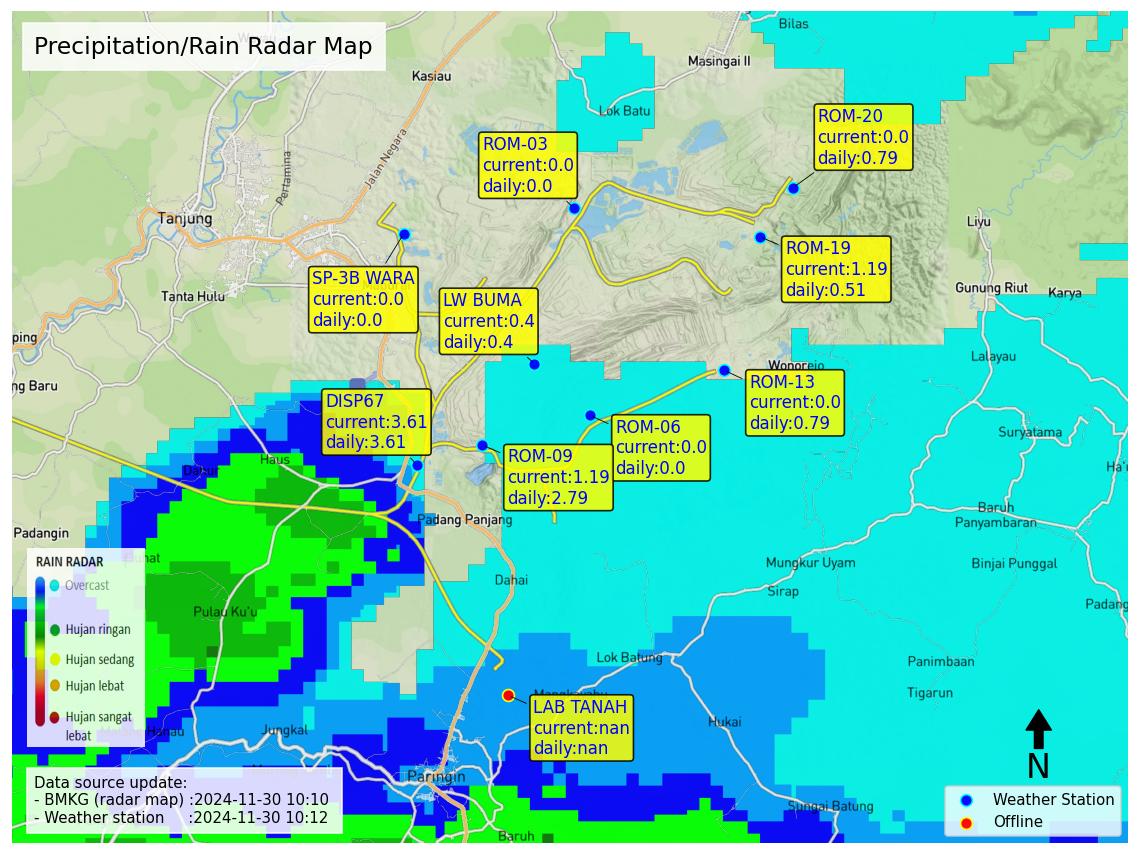 Precipitation/Rain Radar Map
Bilas
Masingai II
Kasiau
Lok Batu
Jalan Negara
Pertamina
Tanjung
ROM-20
current:0.0
daily:0.79
ROM-03
current:0.0
daily:0.0
Liyu
ROM-19
current:1.19
daily:0.51
SP-3B WARA
current:0.0
daily:0.0
Tanta Hulu
LW BUMA
current:0.4
daily:0.4
Gunung Riut
Karya
ping
Lalayau
Wonorejo
ng Baru
ROM-13
current:0.0
daily:0.79
DISP67
current:3.61
daily:3.61
ROM-06
current:0.0
daily:0.0
Suryatama
Haus
Dahur
ROM-09
current:1.19
daily:2.79
Ha'u
Baruh
Panyambaran
Padang Panjang
Padangin
Mungkur Uyam
Binjai Punggal
Dahai
Sirap
Padang
Pulau Ku'u
RAIN RADAR
Overcast
Hujan ringan
Hujan sedang
Hujan lebat
Hujan sangat
lebat
Lok Batung
Panimbaan
Tigarun
LAB TANAH
current:nan
daily:nan
Hukai
Jungkal
Paringin
Sungai Batung
Baruh
N
Data source update:
- BMKG (radar map) :2024-11-30 10:10
- Weather station :2024-11-30 10:12
Weather Station
Offline